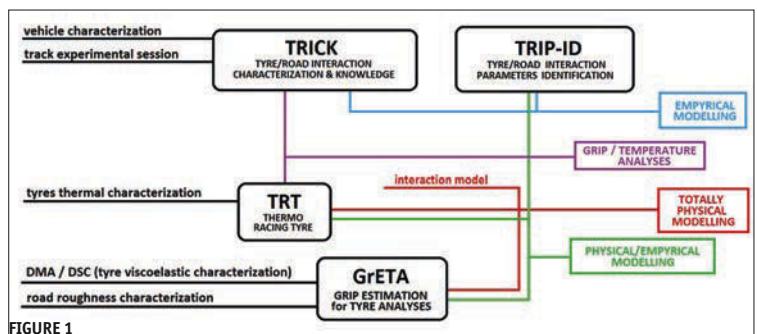 vehicle characterization
track experimental session
TRICK
TYRE/ROAD INTERACTION
CHARACTERIZATION & KNOWLEDGE
TRIP-ID
TYRE/ROAD INTERACTION
PARAMETERS IDENTIFICATION
EMPYRICAL
MODELLING
GRIP / TEMPERATURE
ANALYSES
interaction model
tyres thermal characterization
TRT
THERMO
RACING TYRE
TOTALLY
PHYSICAL
MODELLING
PHYSICAL/EMPYRICAL
MODELLING
DMA / DSC (tyre viscoelastic characterization)
road roughness characterization
GrETA
GRIP ESTIMATION
for TYRE ANALYSES
FIGURE 1